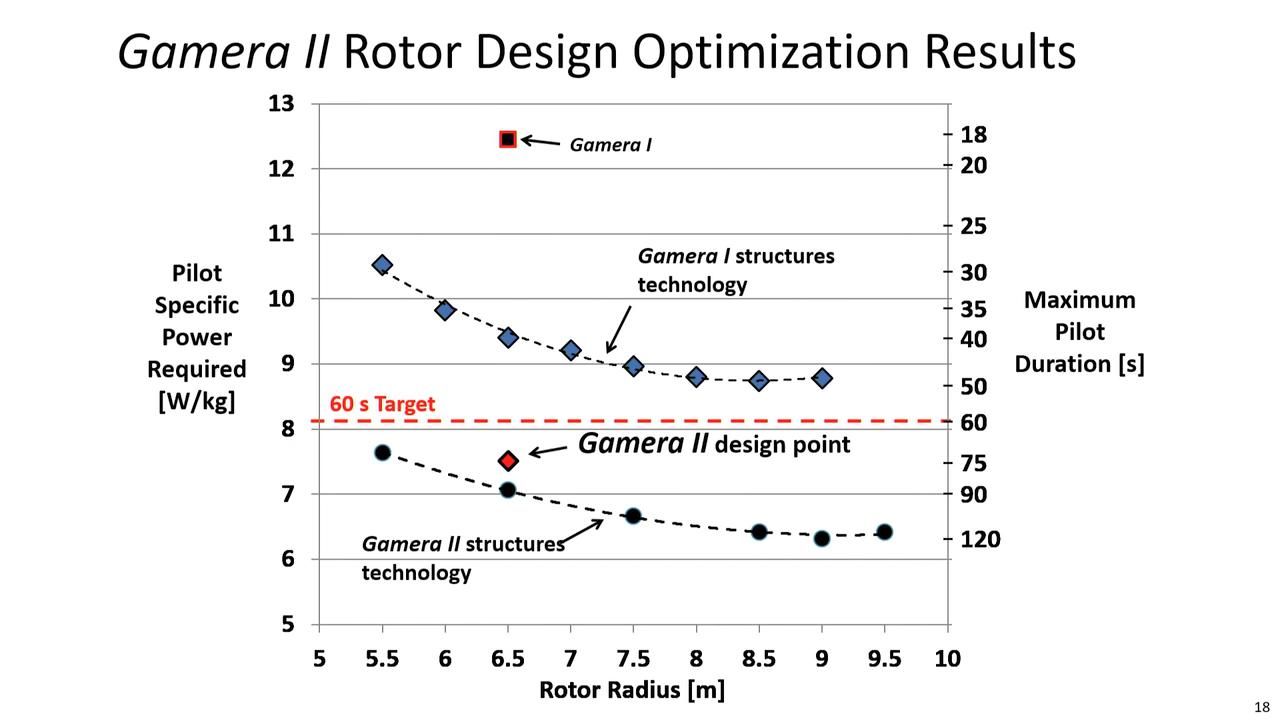 Gamera II Rotor Design Optimization Results
13
12
11
10
9
8
7
6
5
Pilot
Specific
Power
Required
[W/kg]
Gamera I
Gamera I structures
technology
60 s Target
Gamera II design point
Gamera II structures
technology
18
20
25
30
35
40
50
60
75
90
120
Maximum
Pilot
Duration [s]
5 5.5 6 6.5 7 7.5 8 8.5 9 9.5 10
Rotor Radius [m]
18